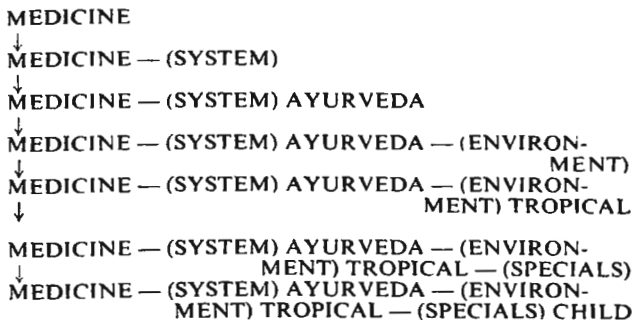 MEDICINE
↓
MEDICINE — (SYSTEM)
↓
MEDICINE — (SYSTEM) AYURVEDA
↓
MEDICINE — (SYSTEM) AYURVEDA — (ENVIRON-
MENT)
↓
MEDICINE — (SYSTEM) AYURVEDA — (ENVIRON-
MENT) TROPICAL
↓
MEDICINE — (SYSTEM) AYURVEDA — (ENVIRON-
MENT) TROPICAL — (SPECIALS)
↓
MEDICINE — (SYSTEM) AYURVEDA — (ENVIRON-
MENT) TROPICAL — (SPECIALS) CHILD